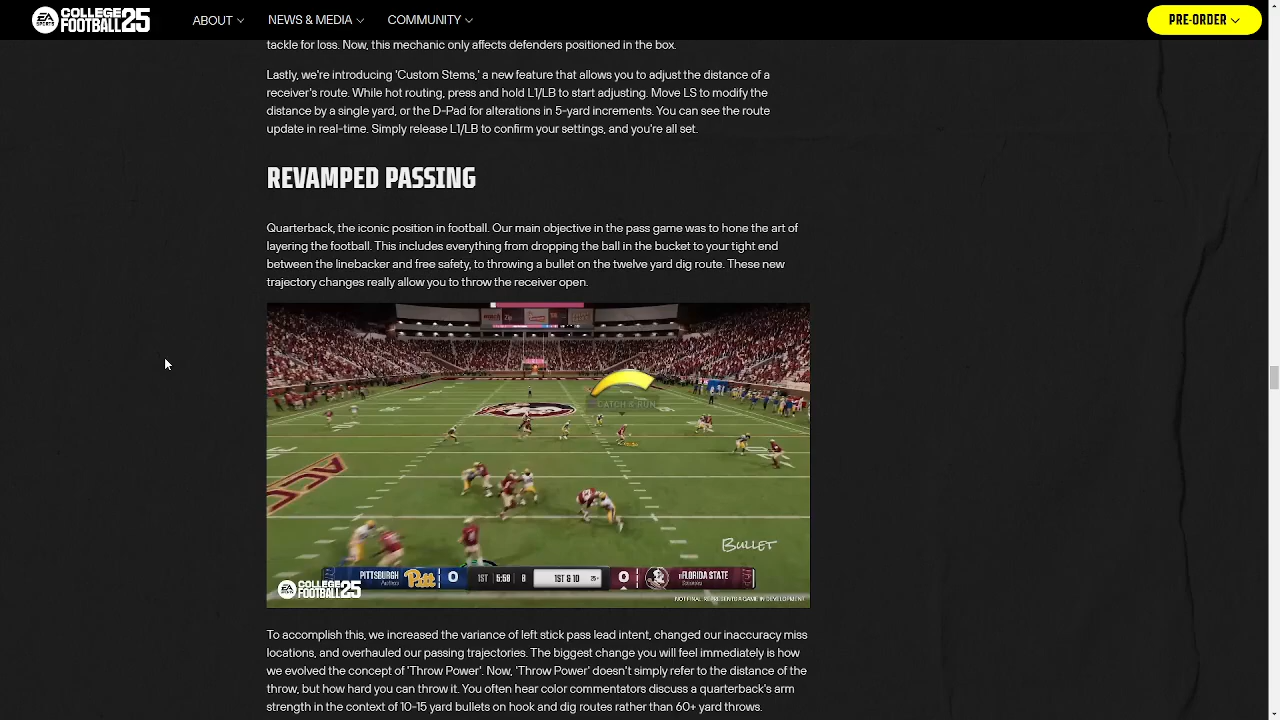 EA SPORTS COLLEGE FOOTBALL 25
ABOUT
NEWS & MEDIA
COMMUNITY
PRE-ORDER
tackle for loss. Now, this mechanic only affects defenders positioned in the box.
Lastly, we're introducing 'Custom Stems,' a new feature that allows you to adjust the distance of a
receiver's route. While hot routing, press and hold L1/LB to start adjusting. Move LS to modify the
distance by a single yard, or the D-Pad for alterations in 5-yard increments. You can see the route
update in real-time. Simply release L1/LB to confirm your settings, and you're all set.
REVAMPED PASSING
Quarterback, the iconic position in football. Our main objective in the pass game was to hone the art of
layering the football. This includes everything from dropping the ball in the bucket to your tight end
between the linebacker and free safety, to throwing a bullet on the twelve yard dig route. These new
trajectory changes really allow you to throw the receiver open.
CATCH & RUN
ACC
BULLET
PITTSBURGH Pitt 0 1ST 5:58 8 1ST & 10 25 0 FLORIDA STATE
EA SPORTS COLLEGE FOOTBALL 25
To accomplish this, we increased the variance of left stick pass lead intent, changed our inaccuracy miss
locations, and overhauled our passing trajectories. The biggest change you will feel immediately is how
we evolved the concept of 'Throw Power'. Now, 'Throw Power' doesn't simply refer to the distance of the
throw, but how hard you can throw it. You often hear color commentators discuss a quarterback's arm
strength in the context of 10-15 yard bullets on hook and dig routes rather than 60+ yard throws.